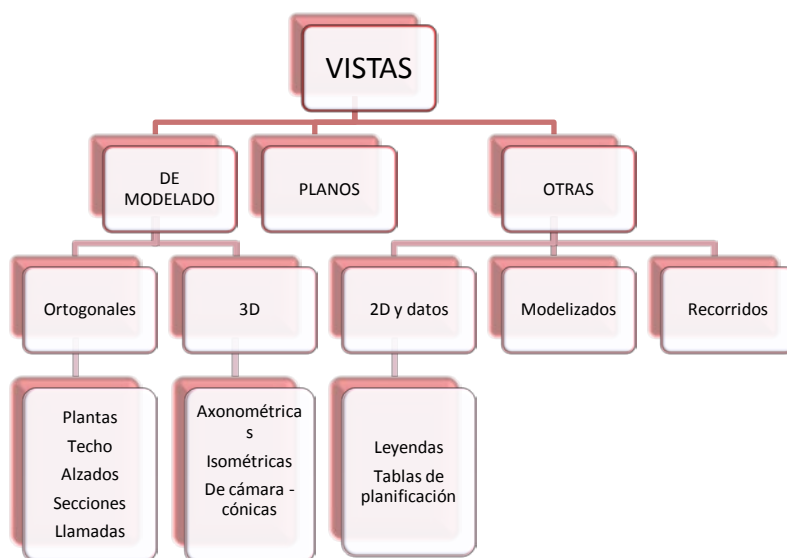 VISTAS
DE
MODELADO
PLANOS
OTRAS
Ortogonales
3D
2D y datos
Modelizados
Recorridos
Plantas
Techo
Alzados
Secciones
Llamadas
Axonométrica
s
Isométricas
De cámara -
cónicas
Leyendas
Tablas de
planificación